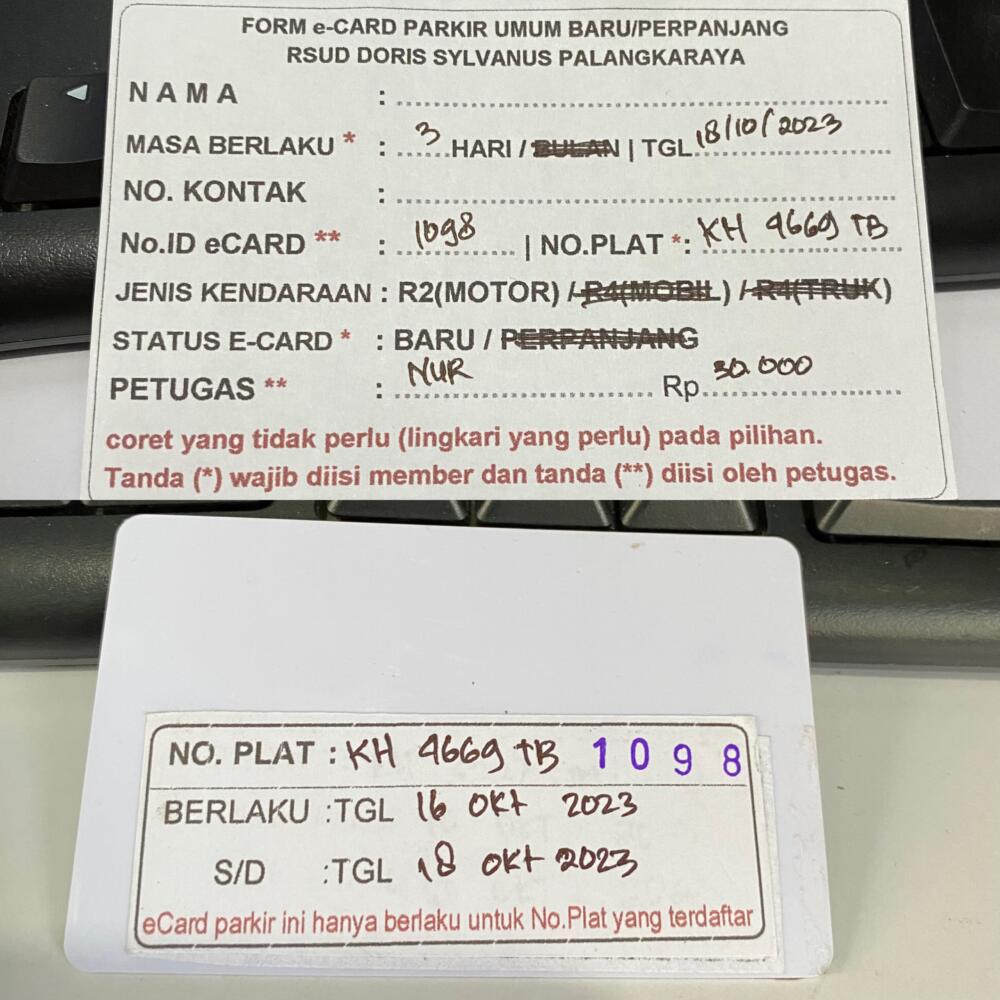 FORM e-CARD PARKIR UMUM BARU/PERPANJANG
RSUD DORIS SYLVANUS PALANGKARAYA
N A M A :
MASA BERLAKU * : 3 HARI / BULAN | TGL 18/10/2023
NO. KONTAK :
No.ID eCARD ** : 1098 | NO.PLAT *: KH 4669 TB
JENIS KENDARAAN : R2(MOTOR) / R4(MOBIL) / R4(TRUK)
STATUS E-CARD * : BARU / PERPANJANG
PETUGAS ** : NUR Rp 30.000
coret yang tidak perlu (lingkari yang perlu) pada pilihan.
Tanda (*) wajib diisi member dan tanda (**) diisi oleh petugas.
NO. PLAT : KH 4669 TB 1098
BERLAKU : TGL 16 OKT 2023
S/D : TGL 18 OKT 2023
eCard parkir ini hanya berlaku untuk No.Plat yang terdaftar